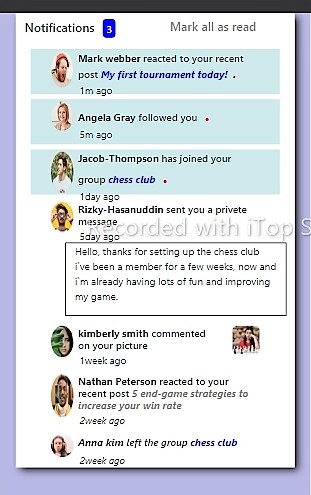 Notifications 3 Mark all as read
Mark webber reacted to your recent
post My first tournament today! .
1m ago
Angela Gray followed you .
5m ago
Jacob-Thompson has joined your
group chess club .
1day ago
Rizky-Hasanuddin sent you a privete
message
5day ago
Recorded with iTop S
Hello, thanks for setting up the chess club
i've been a member for a few weeks, now and
i'm already having lots of fun and improving
my game.
kimberly smith commented
on your picture
1week ago
Nathan Peterson reacted to your
recent post 5 end-game strategies to
increase your win rate
2week ago
Anna kim left the group chess club
2week ago